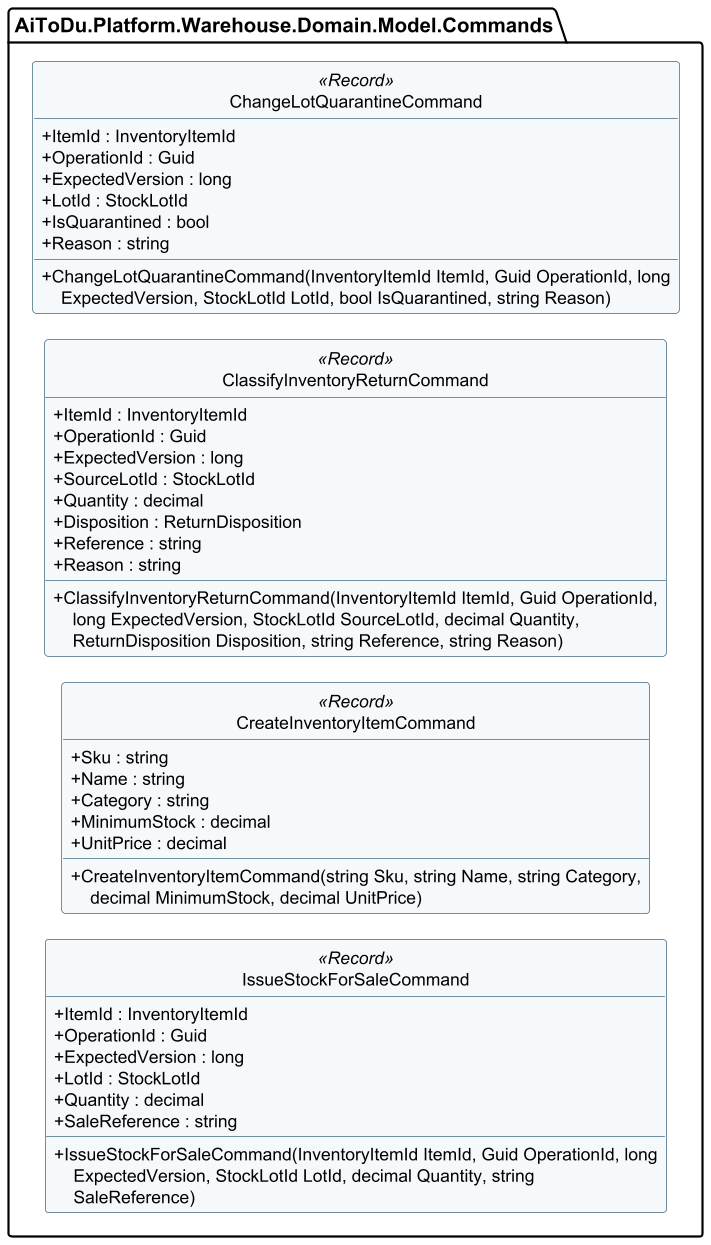 AiToDu.Platform.Warehouse.Domain.Model.Commands
«Record»
ChangeLotQuarantineCommand
+ItemId : InventoryItemId
+OperationId : Guid
+ExpectedVersion : long
+LotId : StockLotId
+IsQuarantined : bool
+Reason : string
+ChangeLotQuarantineCommand(InventoryItemId ItemId, Guid OperationId, long
ExpectedVersion, StockLotId LotId, bool IsQuarantined, string Reason)
«Record»
ClassifyInventoryReturnCommand
+ItemId : InventoryItemId
+OperationId : Guid
+ExpectedVersion : long
+SourceLotId : StockLotId
+Quantity : decimal
+Disposition : ReturnDisposition
+Reference : string
+Reason : string
+ClassifyInventoryReturnCommand(InventoryItemId ItemId, Guid OperationId,
long ExpectedVersion, StockLotId SourceLotId, decimal Quantity,
ReturnDisposition Disposition, string Reference, string Reason)
«Record»
CreateInventoryItemCommand
+Sku : string
+Name : string
+Category : string
+MinimumStock : decimal
+UnitPrice : decimal
+CreateInventoryItemCommand(string Sku, string Name, string Category,
decimal MinimumStock, decimal UnitPrice)
«Record»
IssueStockForSaleCommand
+ItemId : InventoryItemId
+OperationId : Guid
+ExpectedVersion : long
+LotId : StockLotId
+Quantity : decimal
+SaleReference : string
+IssueStockForSaleCommand(InventoryItemId ItemId, Guid OperationId, long
ExpectedVersion, StockLotId LotId, decimal Quantity, string
SaleReference)